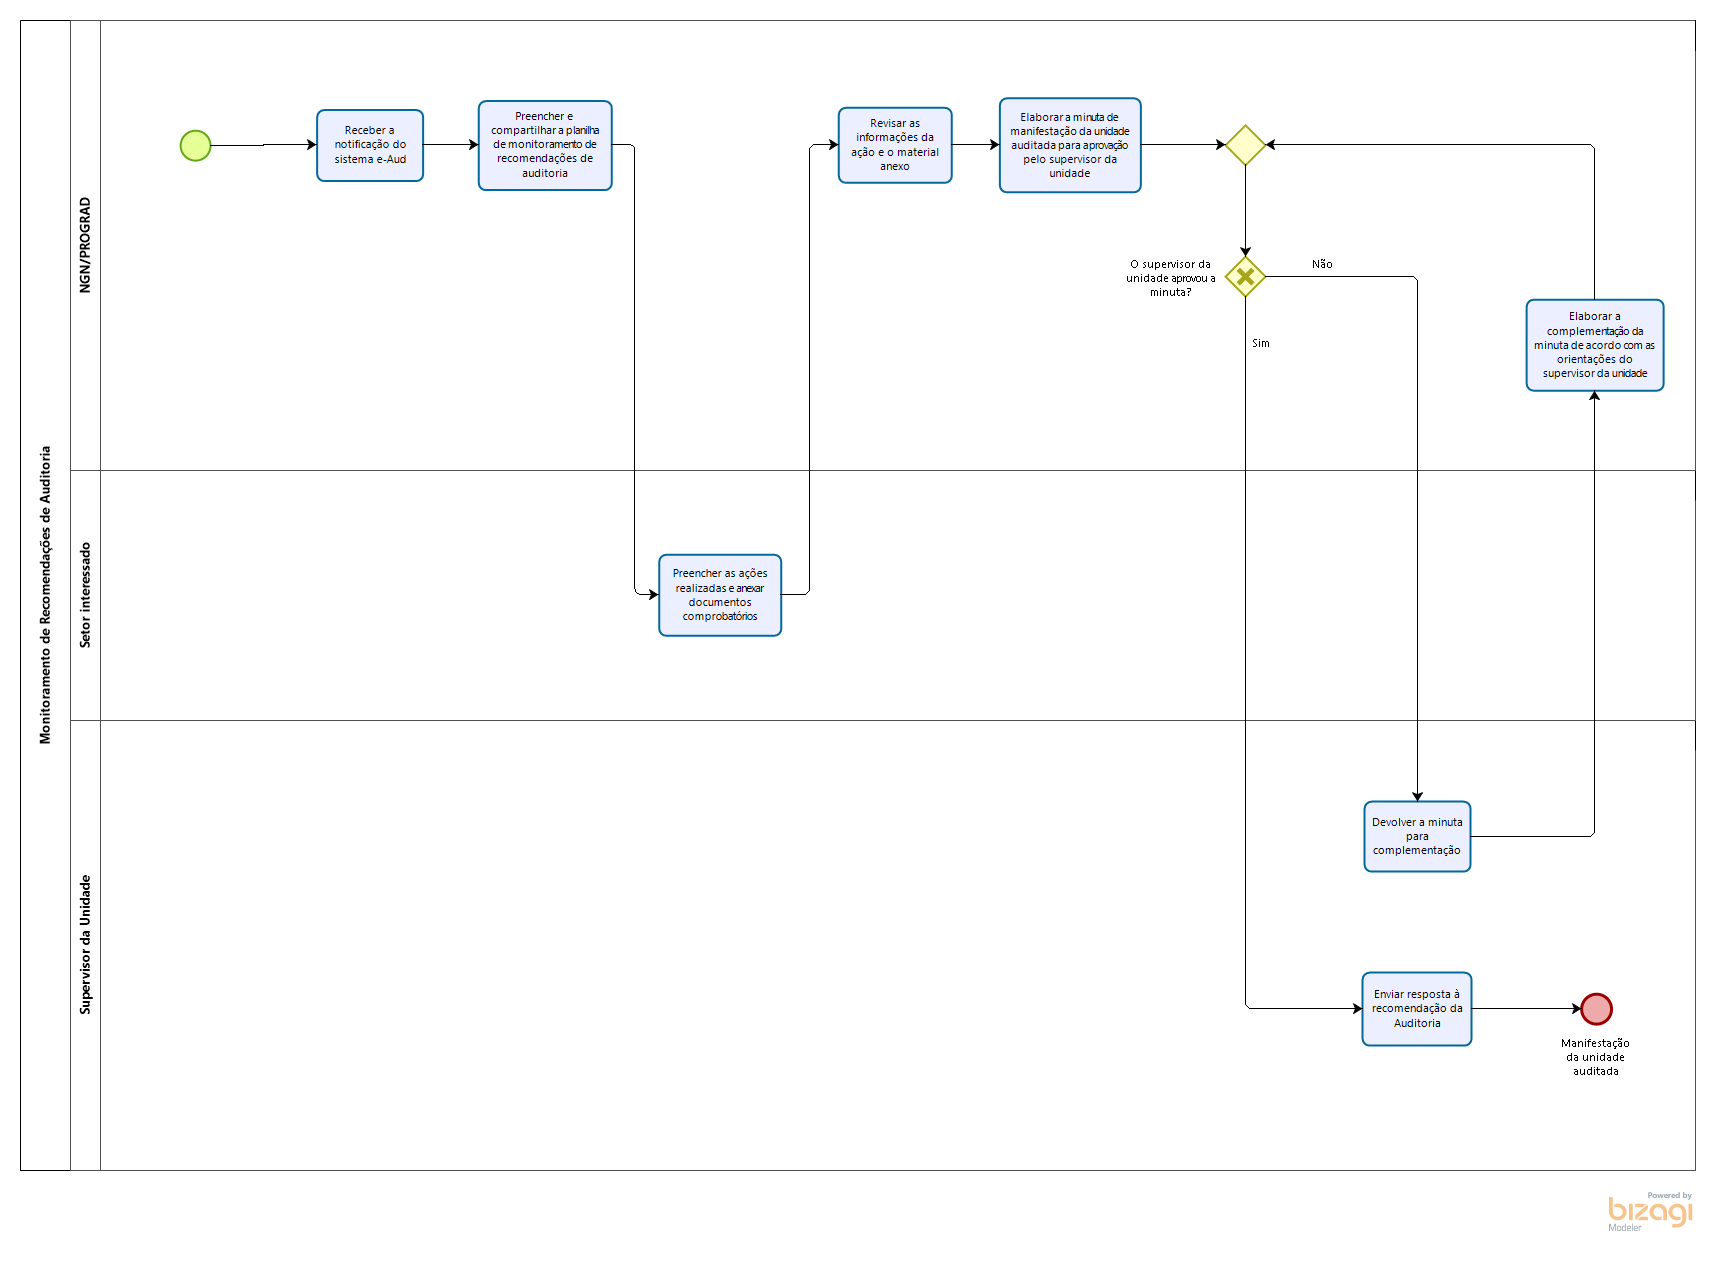 Monitoramento de Recomendações de Auditoria
NGN/PROGRAD
Receber a
notificação do
sistema e-Aud
Preencher e
compartilhar a planilha
de monitoramento de
recomendações de
auditoria
Revisar as
informações da
ação e o material
anexo
Elaborar a minuta de
manifestação da unidade
auditada para aprovação
pelo supervisor da
unidade
O supervisor da
unidade aprovou a
minuta?
Não
Sim
Elaborar a
complementação da
minuta de acordo com as
orientações do
supervisor da unidade
Setor interessado
Preencher as ações
realizadas e anexar
documentos
comprobatórios
Supervisor da Unidade
Devolver a minuta
para
complementação
Enviar resposta à
recomendação da
Auditoria
Manifestação
da unidade
auditada
Powered by
bizagi
Modeler